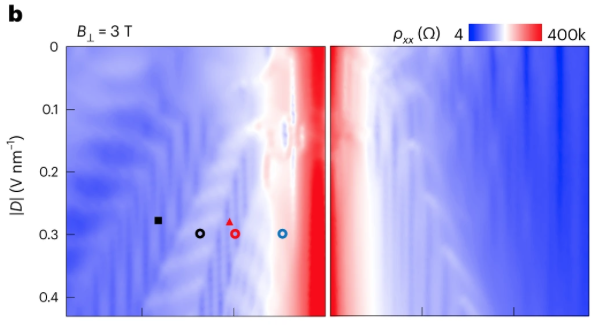 b
B⊥ = 3 T
ρxx (Ω) 4 400k
0
0.1
0.2
0.3
0.4
|D| (V nm⁻¹)